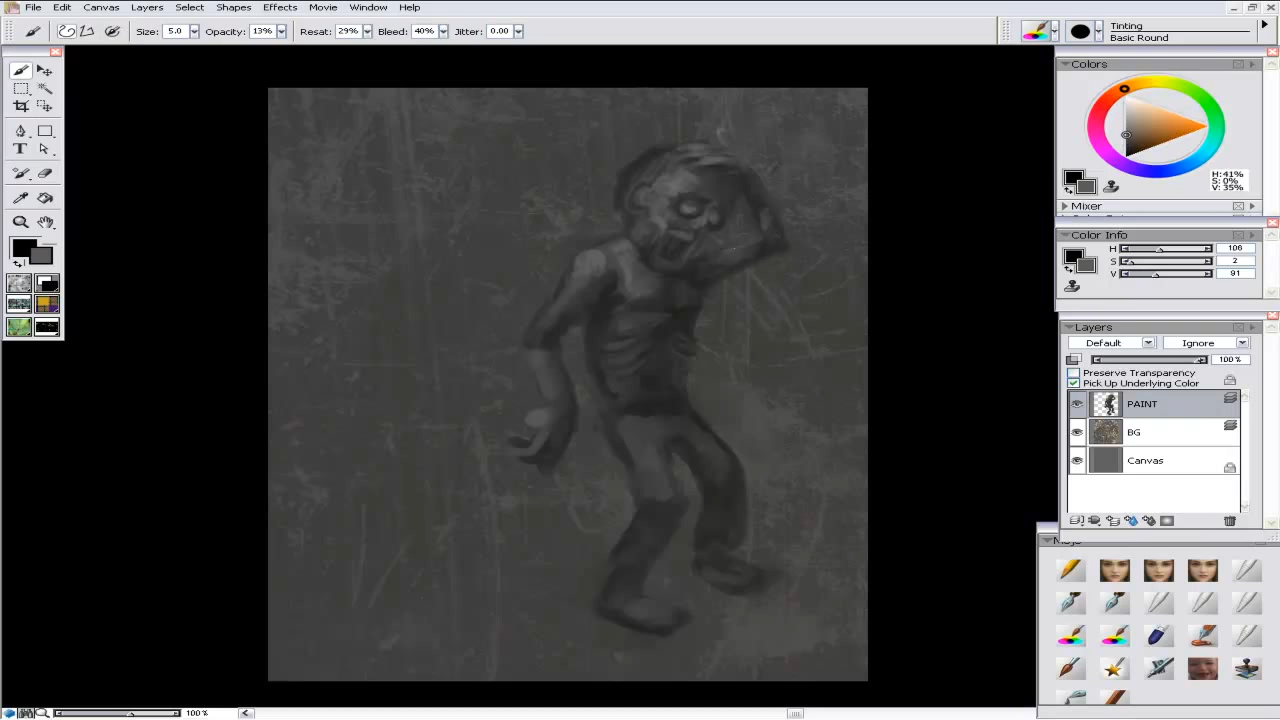 File Edit Canvas Layers Select Shapes Effects Movie Window Help
Size: 5.0 Opacity: 13% Resat: 29% Bleed: 40% Jitter: 0.00
Tinting
Basic Round
Colors
H: 41%
S: 0%
V: 35%
Mixer
Color Info
H 106
S 2
V 91
Layers
Default Ignore
100%
Preserve Transparency
Pick Up Underlying Color
PAINT
BG
Canvas
T
100%